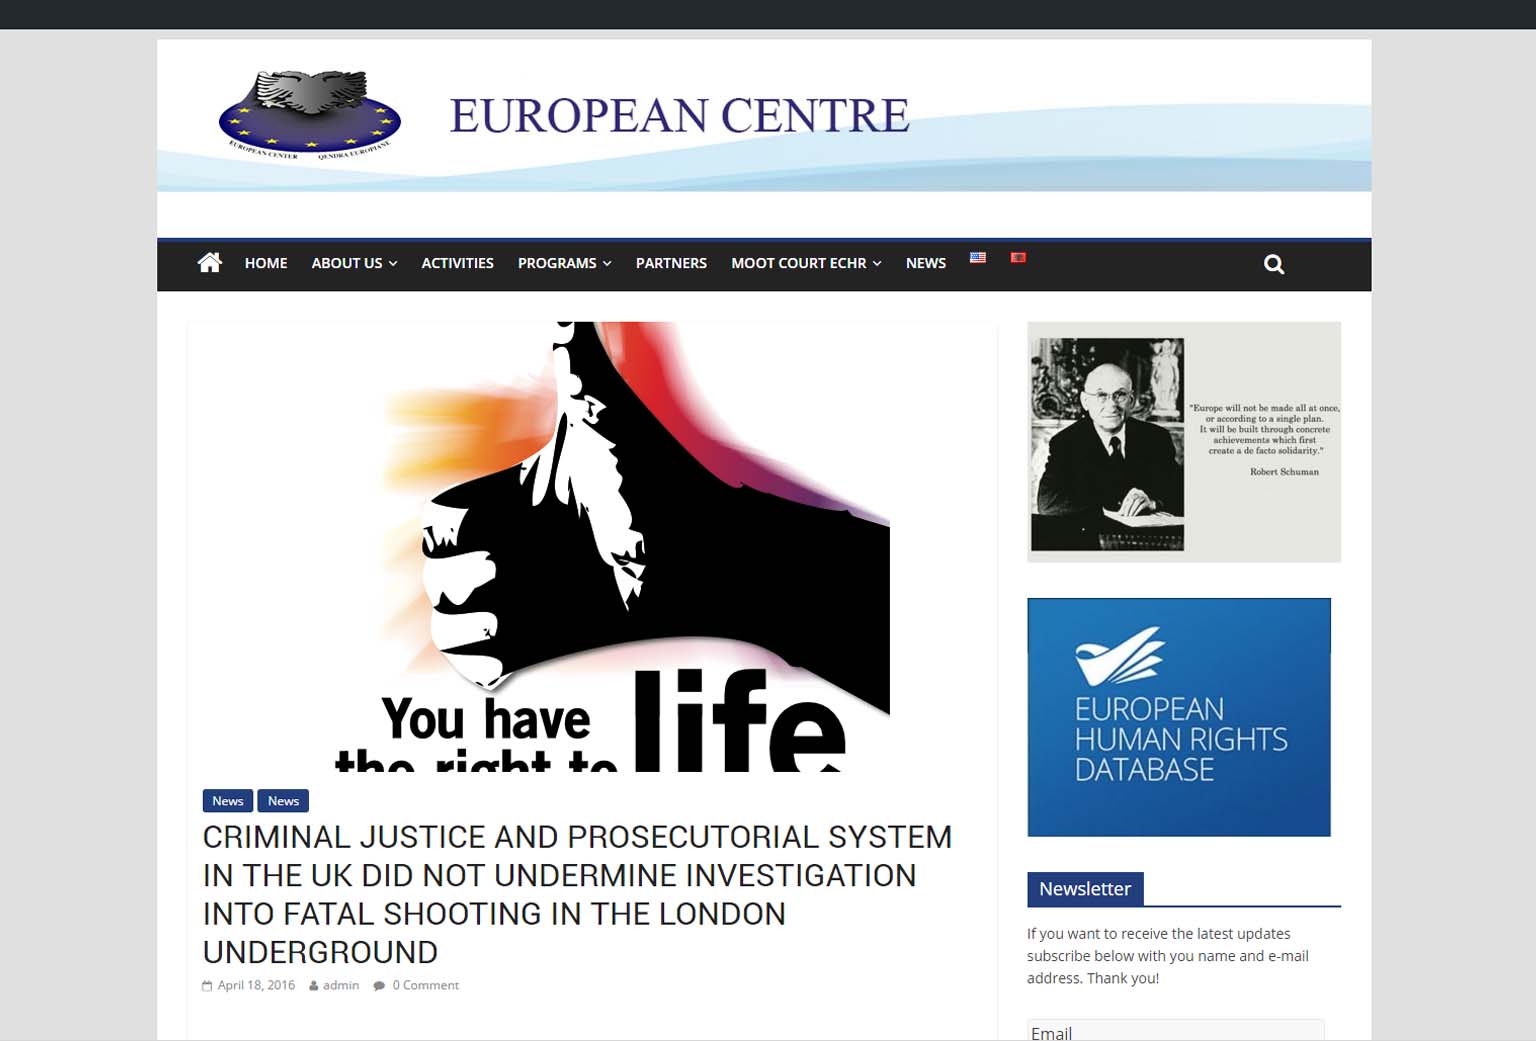 EUROPEAN CENTER QENDRA EUROPIANE
EUROPEAN CENTRE
HOME ABOUT US ACTIVITIES PROGRAMS PARTNERS MOOT COURT ECHR NEWS
You have
the right to life
News News
CRIMINAL JUSTICE AND PROSECUTORIAL SYSTEM
IN THE UK DID NOT UNDERMINE INVESTIGATION
INTO FATAL SHOOTING IN THE LONDON
UNDERGROUND
April 18, 2016 admin 0 Comment
"Europe will not be made all at once,
or according to a single plan.
It will be built through concrete
achievements which first
create a de facto solidarity."
Robert Schuman
EUROPEAN
HUMAN RIGHTS
DATABASE
Newsletter
If you want to receive the latest updates
subscribe below with you name and e-mail
address. Thank you!
Email